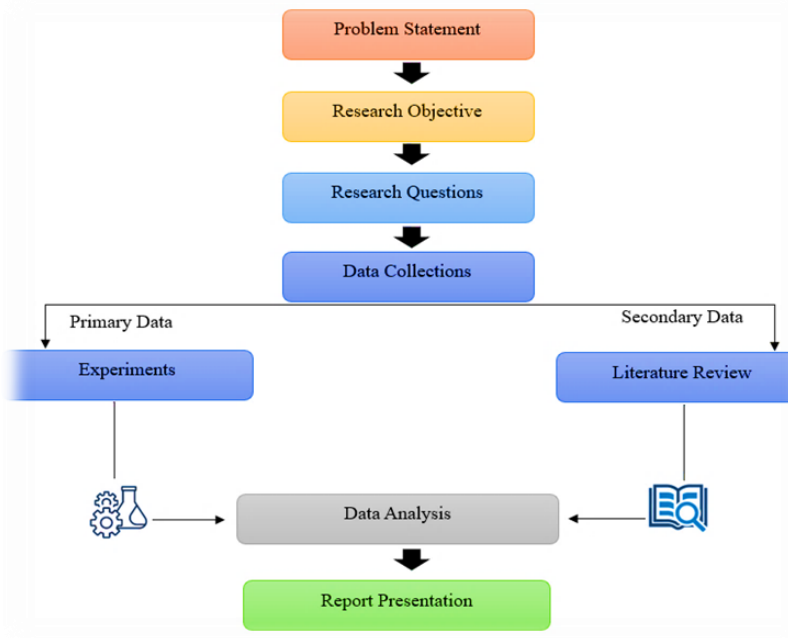 Problem Statement
Research Objective
Research Questions
Data Collections
Primary Data
Secondary Data
Experiments
Literature Review
Data Analysis
Report Presentation